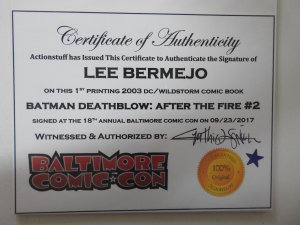 Certificate of Authenticity
Actionstuff has Issued This Certificate to Authenticate the Signature of
LEE BERMEJO
ON THIS 1ST PRINTING 2003 DC/WILDSTORM COMIC BOOK
BATMAN DEATHBLOW: AFTER THE FIRE #2
SIGNED AT THE 18TH ANNUAL BALTIMORE COMIC CON ON 09/23/2017
WITNESSED & AUTHORIZED BY:
BALTIMORE
COMIC-CON
100%
Original